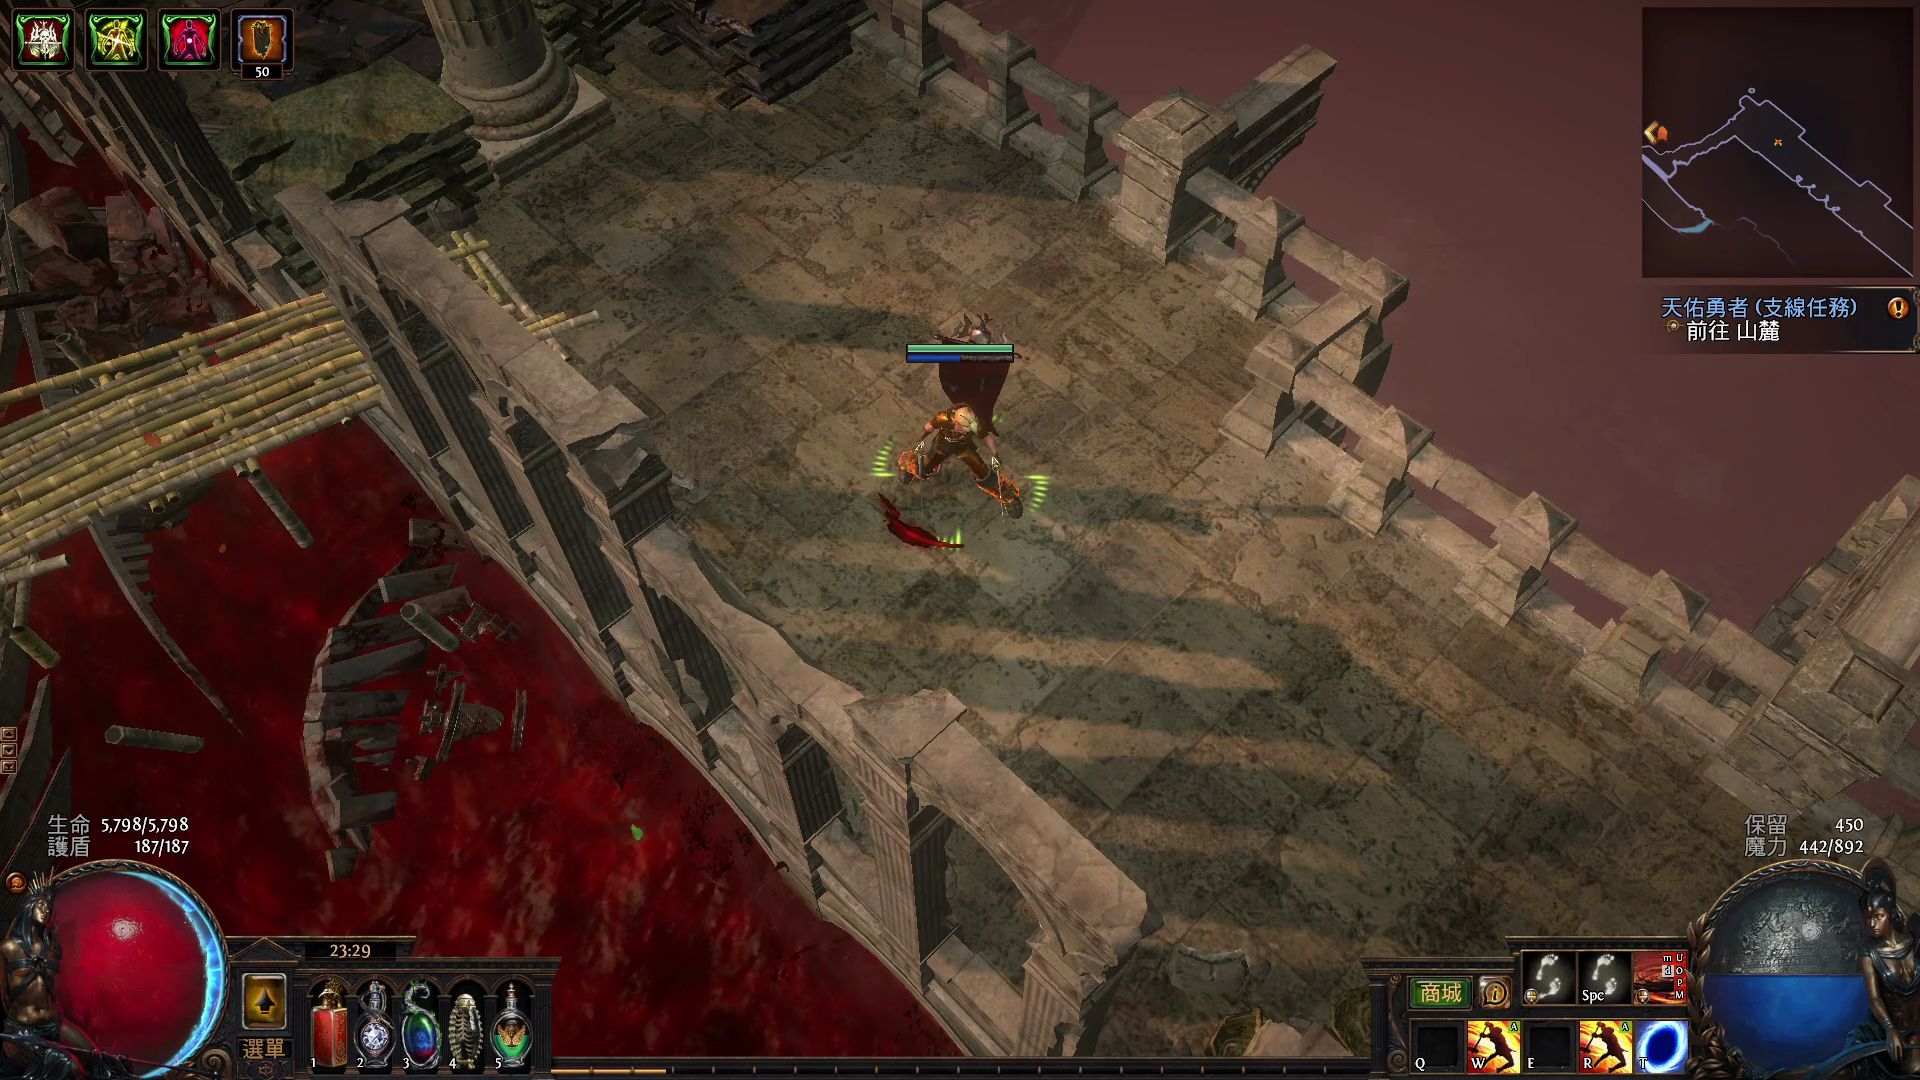 50
天佑勇者 (支線任務)
前往 山麓
生命 5,798/5,798
護盾 187/187
保留 450
魔力 442/892
23:29
選單
1 2 3 4 5
商城
Spc
m U
d O
P
M
A A
Q W E R T